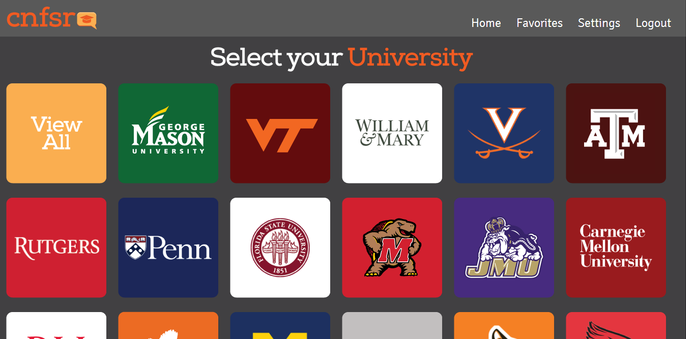 cnfsr
Home Favorites Settings Logout
Select your University
View
All
GEORGE
MASON
UNIVERSITY
VT
WILLIAM
& MARY
V
ATM
RUTGERS
Penn
FLORIDA STATE UNIVERSITY
1851
M
JMU
Carnegie
Mellon
University